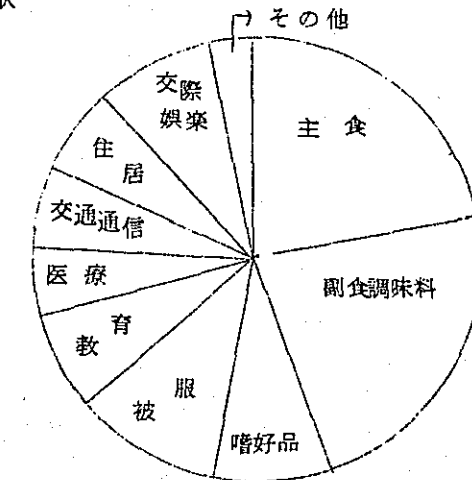 その他
主食
副食調味料
嗜好品
被服
教育
医療
交通通信
住居
交際
娯楽